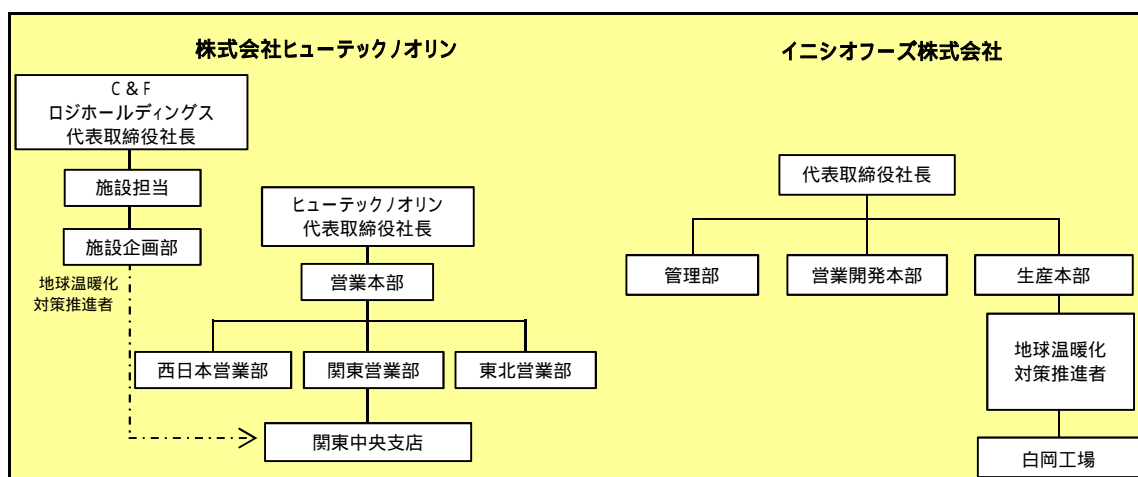 株式会社ヒューテックノオリン
C&F
ロジホールディングス
代表取締役社長
施設担当
施設企画部
地球温暖化
対策推進者
ヒューテックノオリン
代表取締役社長
営業本部
西日本営業部
関東営業部
東北営業部
関東中央支店
イニシオフーズ株式会社
代表取締役社長
管理部
営業開発本部
生産本部
地球温暖化
対策推進者
白岡工場